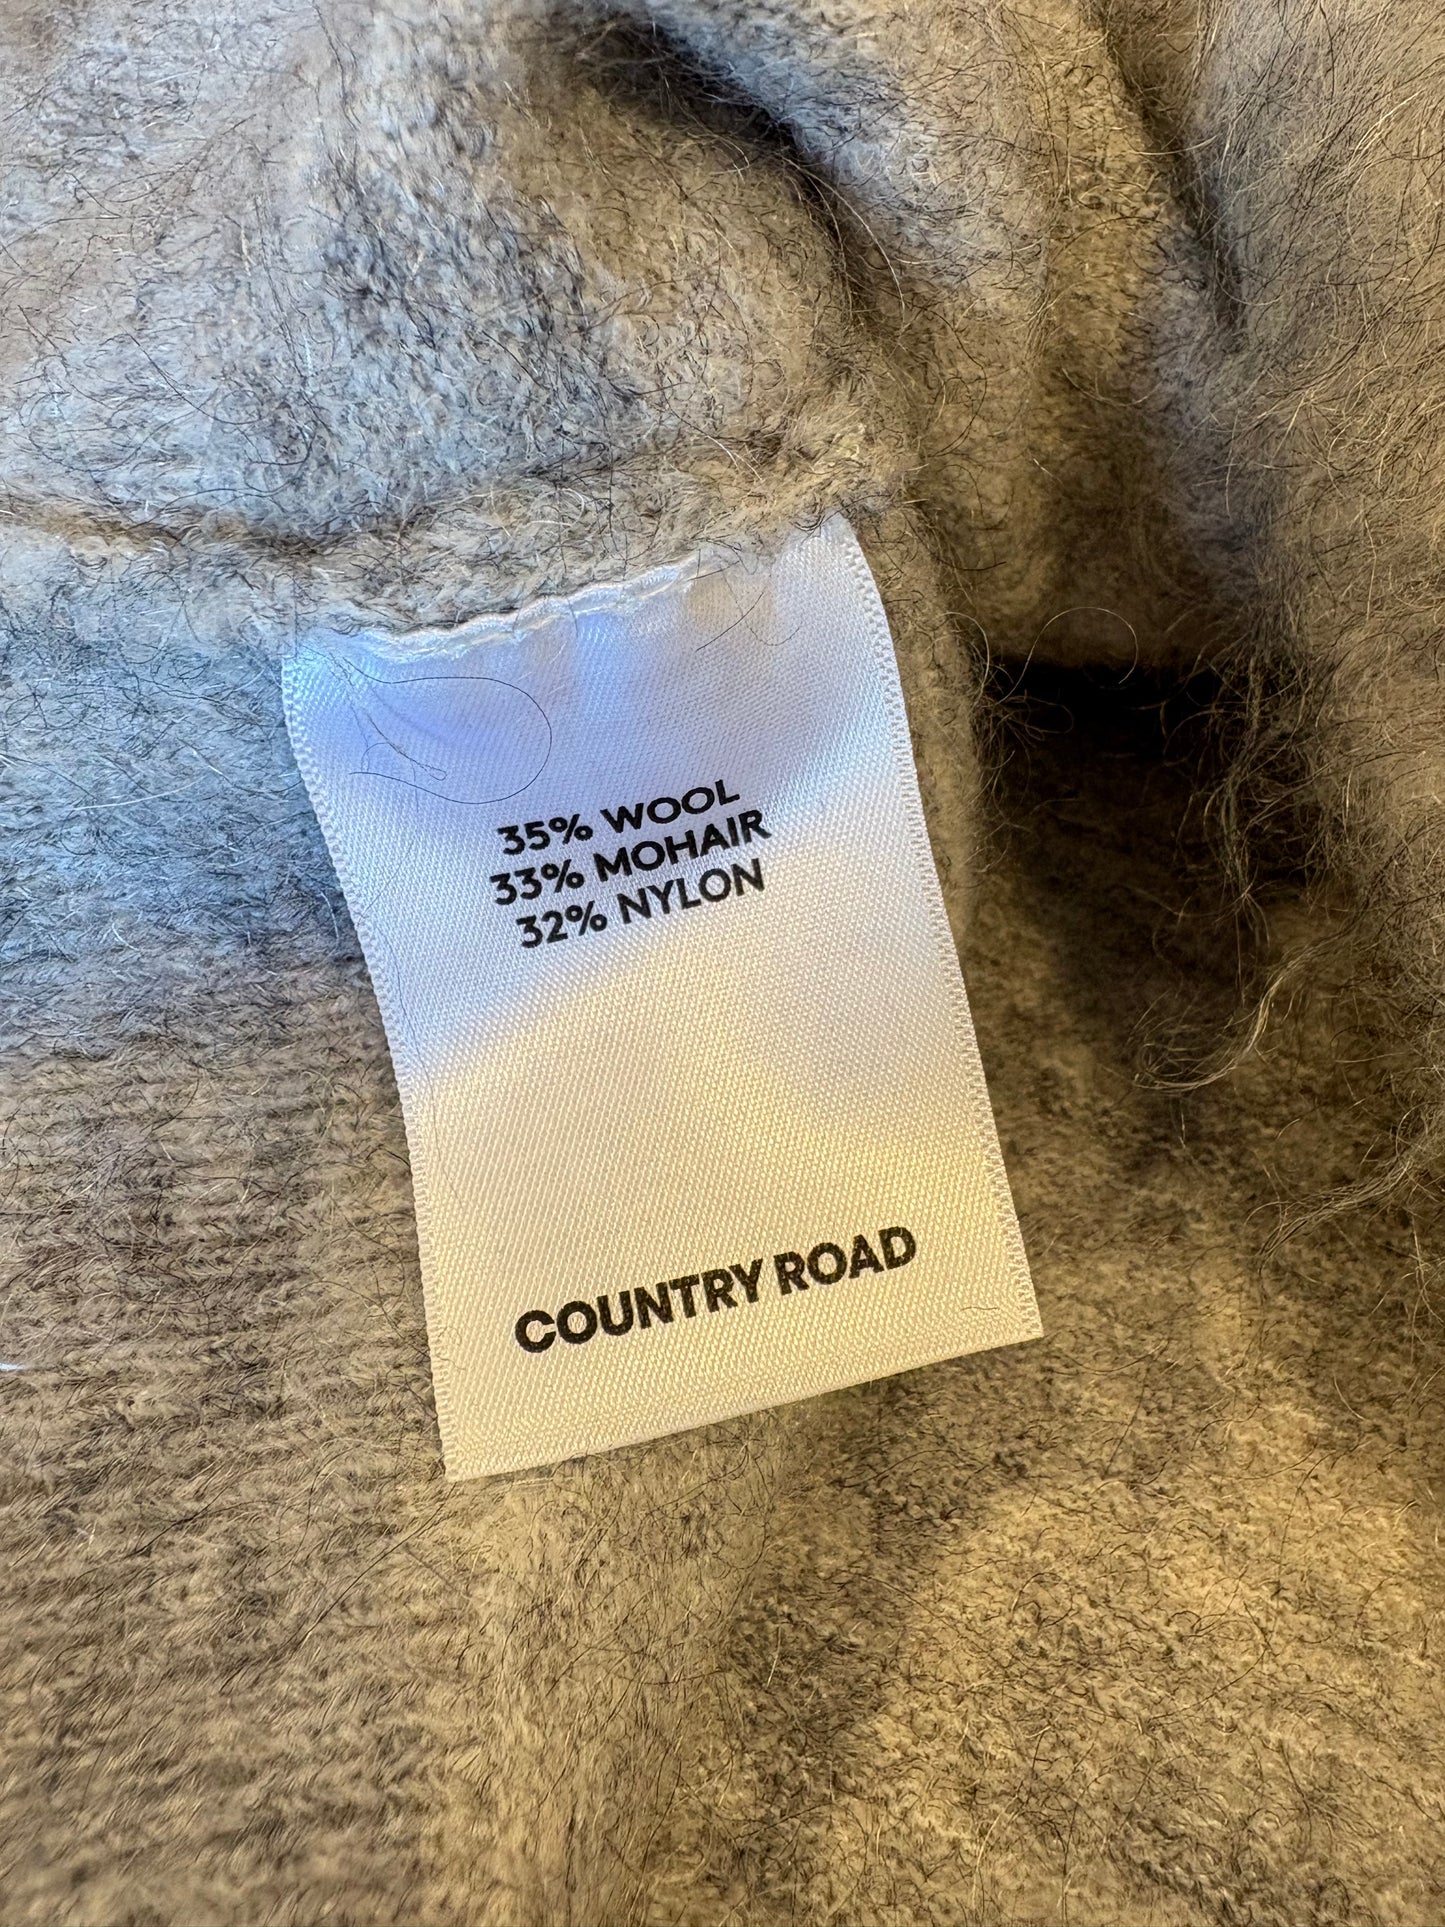 35% WOOL
33% MOHAIR
32% NYLON
COUNTRY ROAD